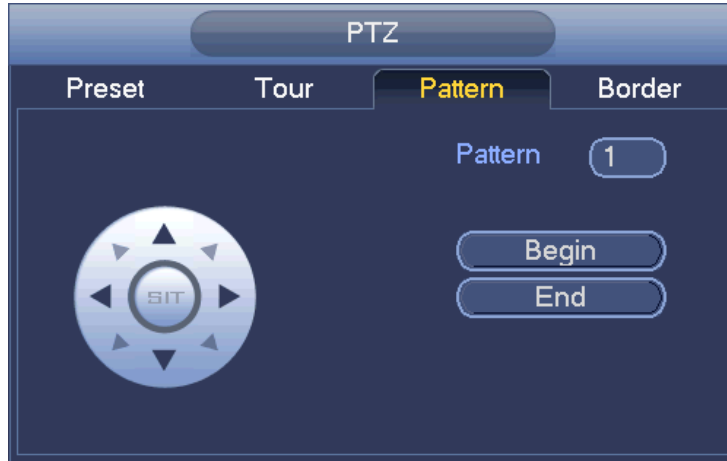 PTZ
Preset Tour Pattern Border
Pattern 1
SIT
Begin
End